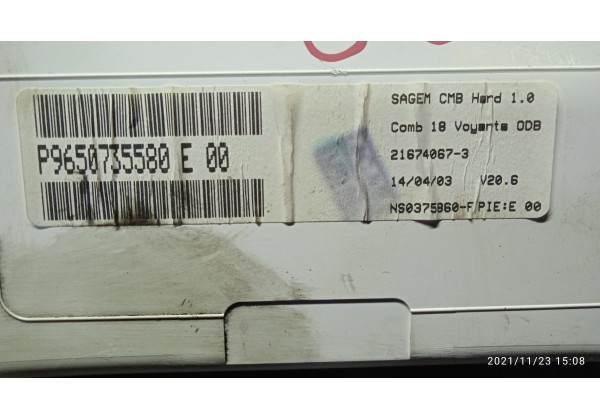 P9650735580 E 00
SAGEM CMB Hard 1.0
Comb 18 Voyants ODB
21674067-3
14/04/03 V20.6
NS0375860-F PIE:E 00
2021/11/23 15:08